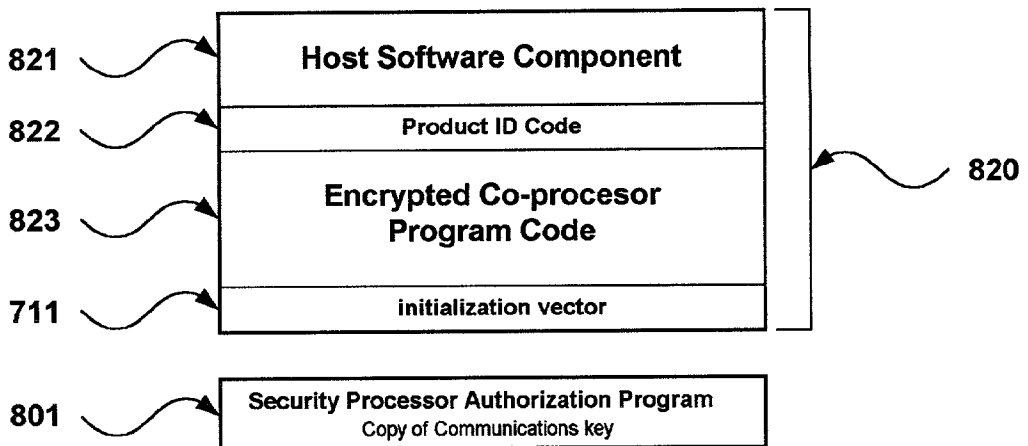 821
Host Software Component
822
Product ID Code
820
823
Encrypted Co-procesor
Program Code
711
initialization vector
801
Security Processor Authorization Program
Copy of Communications key